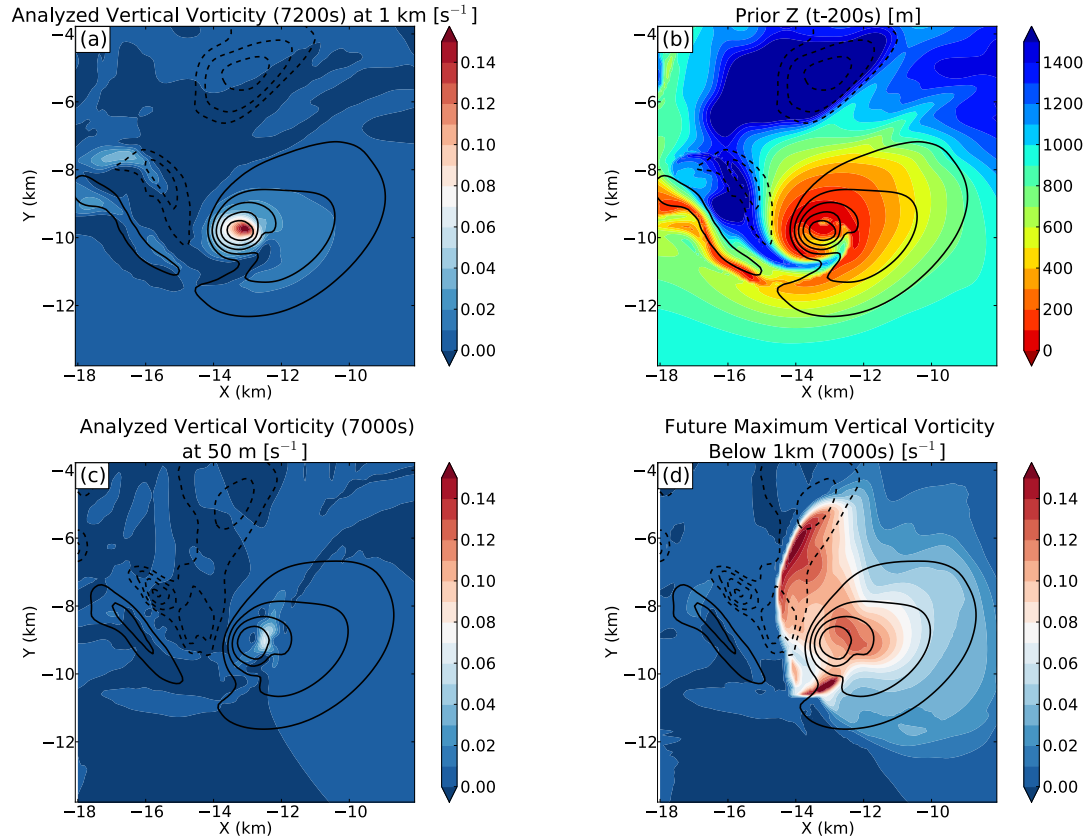 Analyzed Vertical Vorticity (7200s) at 1 km [s⁻¹]
(a)
−4
−6
−8
−10
−12
Y (km)
−18 −16 −14 −12 −10
X (km)
0.14
0.12
0.10
0.08
0.06
0.04
0.02
0.00
Prior Z (t-200s) [m]
(b)
−4
−6
−8
−10
−12
Y (km)
−18 −16 −14 −12 −10
X (km)
1400
1200
1000
800
600
400
200
0
Analyzed Vertical Vorticity (7000s)
at 50 m [s⁻¹]
(c)
−4
−6
−8
−10
−12
Y (km)
−18 −16 −14 −12 −10
X (km)
0.14
0.12
0.10
0.08
0.06
0.04
0.02
0.00
Future Maximum Vertical Vorticity
Below 1km (7000s) [s⁻¹]
(d)
−4
−6
−8
−10
−12
Y (km)
−18 −16 −14 −12 −10
X (km)
0.14
0.12
0.10
0.08
0.06
0.04
0.02
0.00